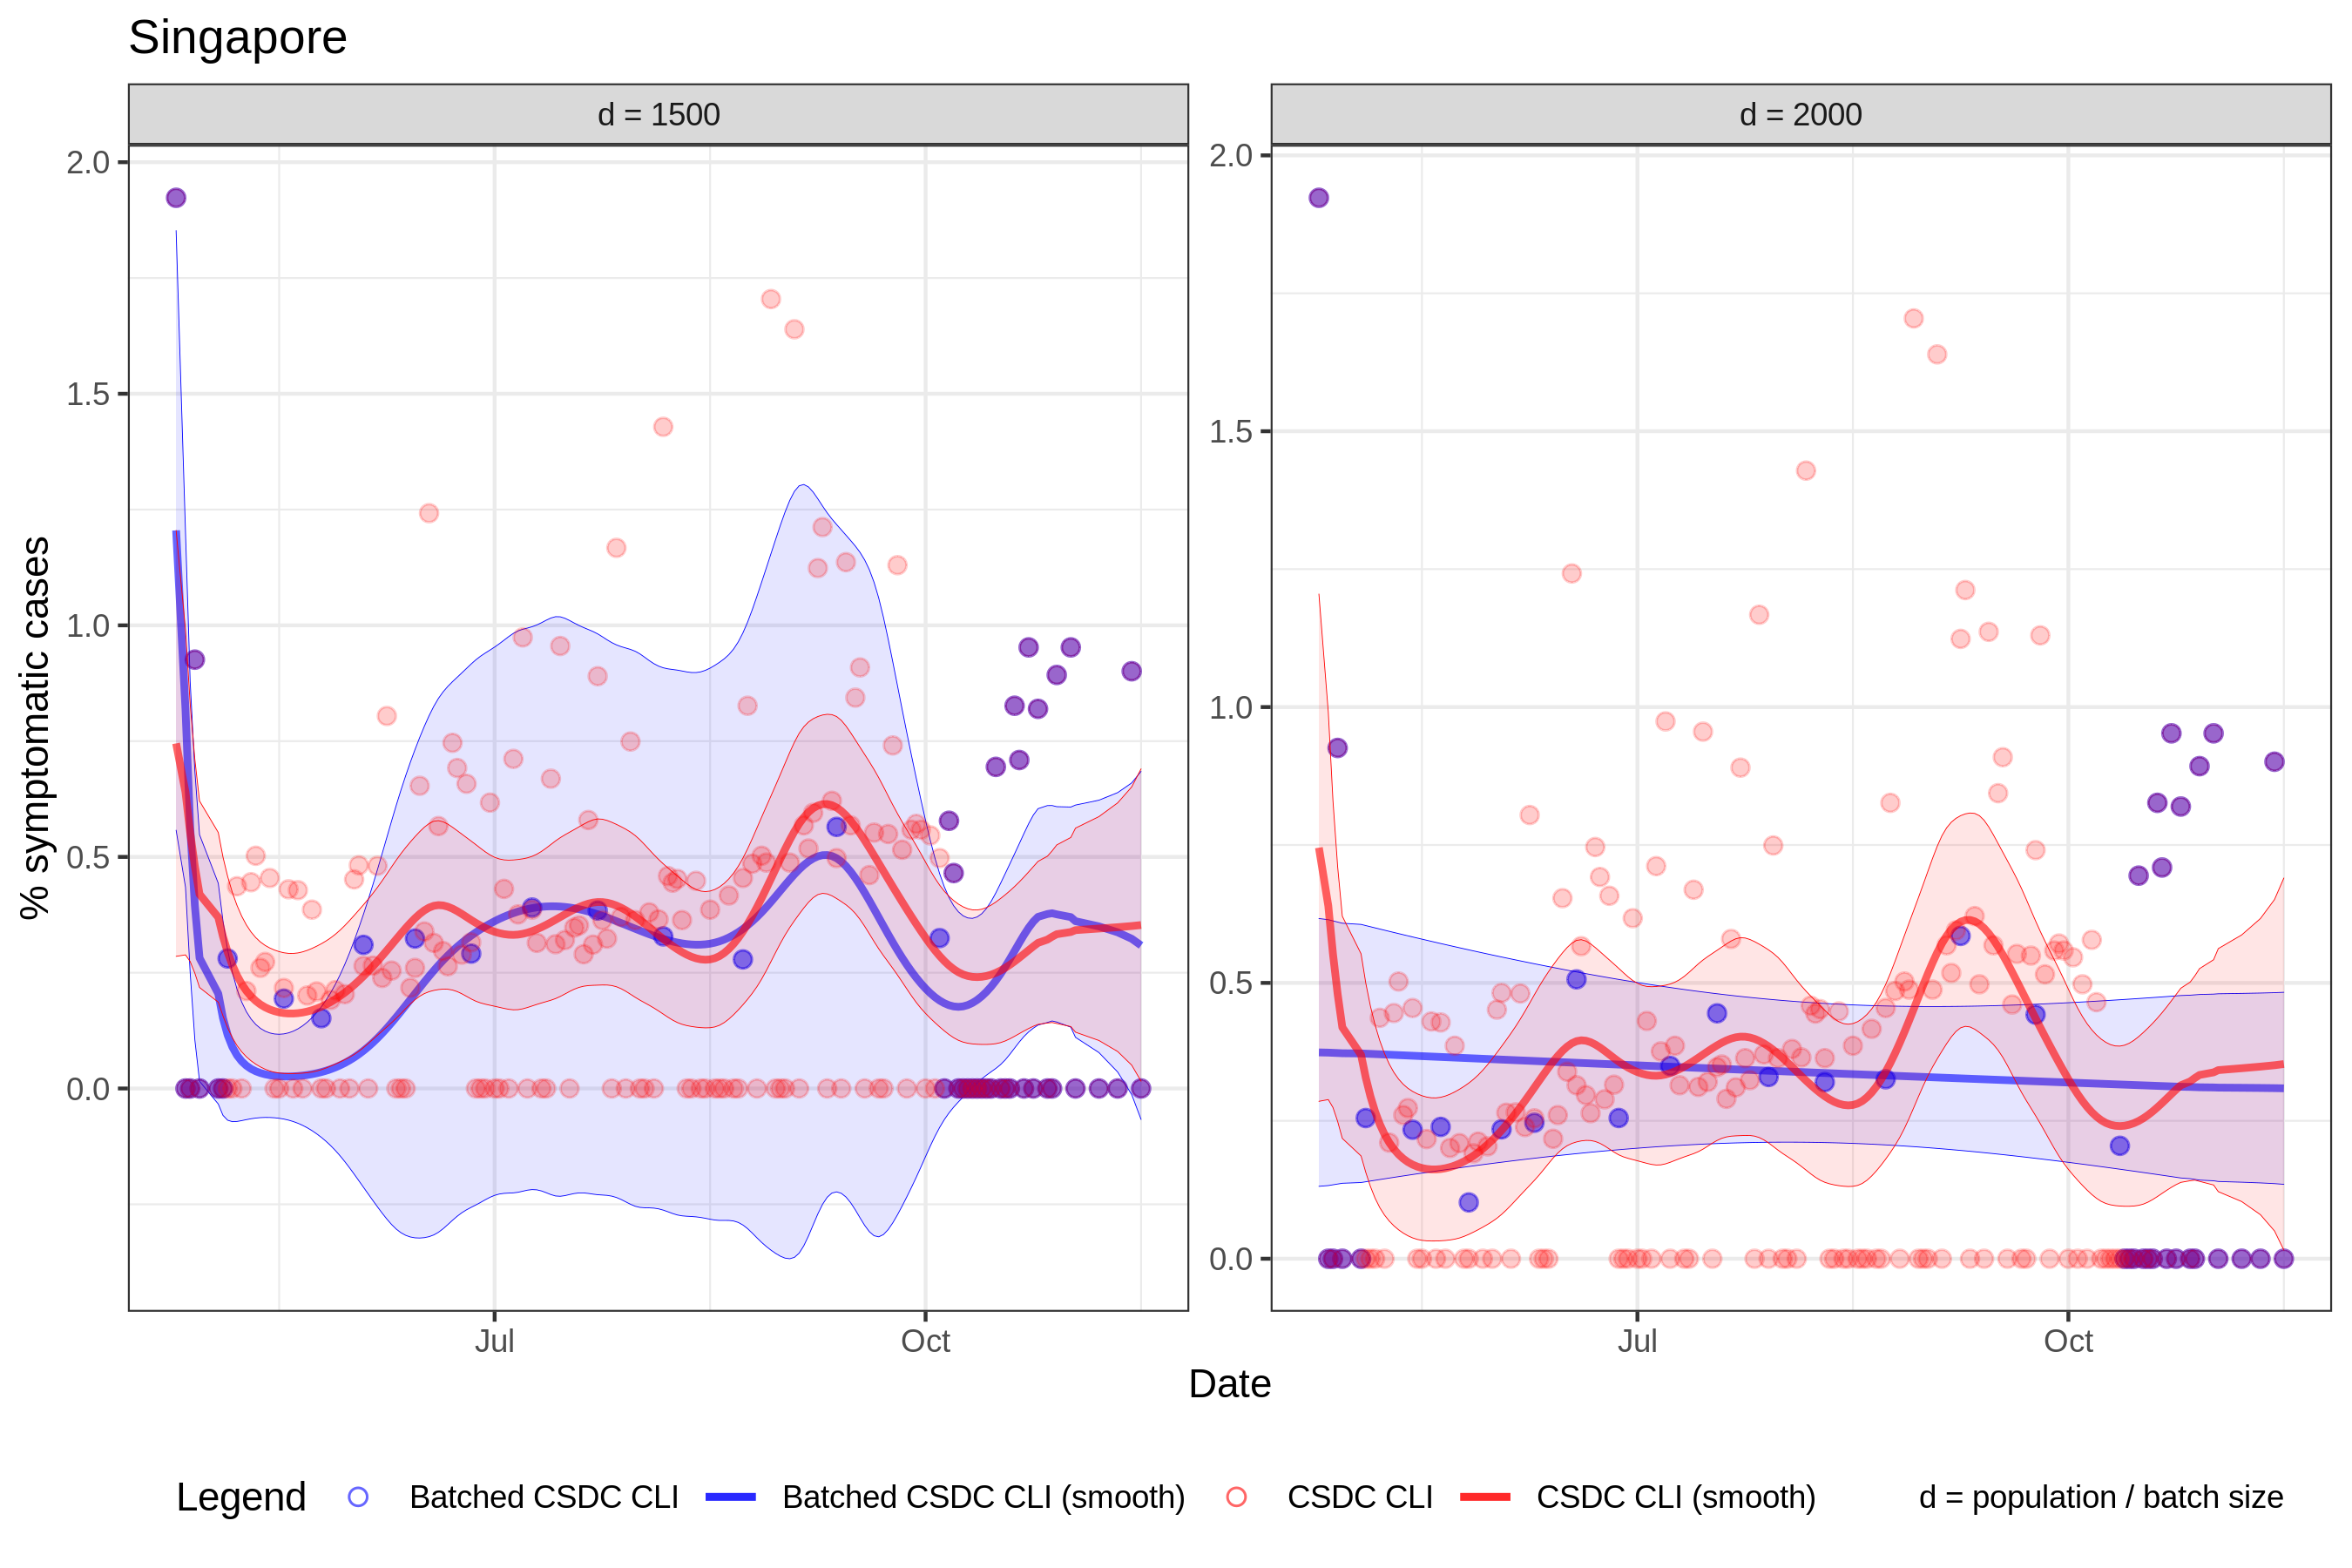 Singapore
d = 1500
d = 2000
% symptomatic cases
2.0
1.5
1.0
0.5
0.0
2.0
1.5
1.0
0.5
0.0
Jul
Oct
Jul
Oct
Date
Legend Batched CSDC CLI Batched CSDC CLI (smooth) CSDC CLI CSDC CLI (smooth) d = population / batch size